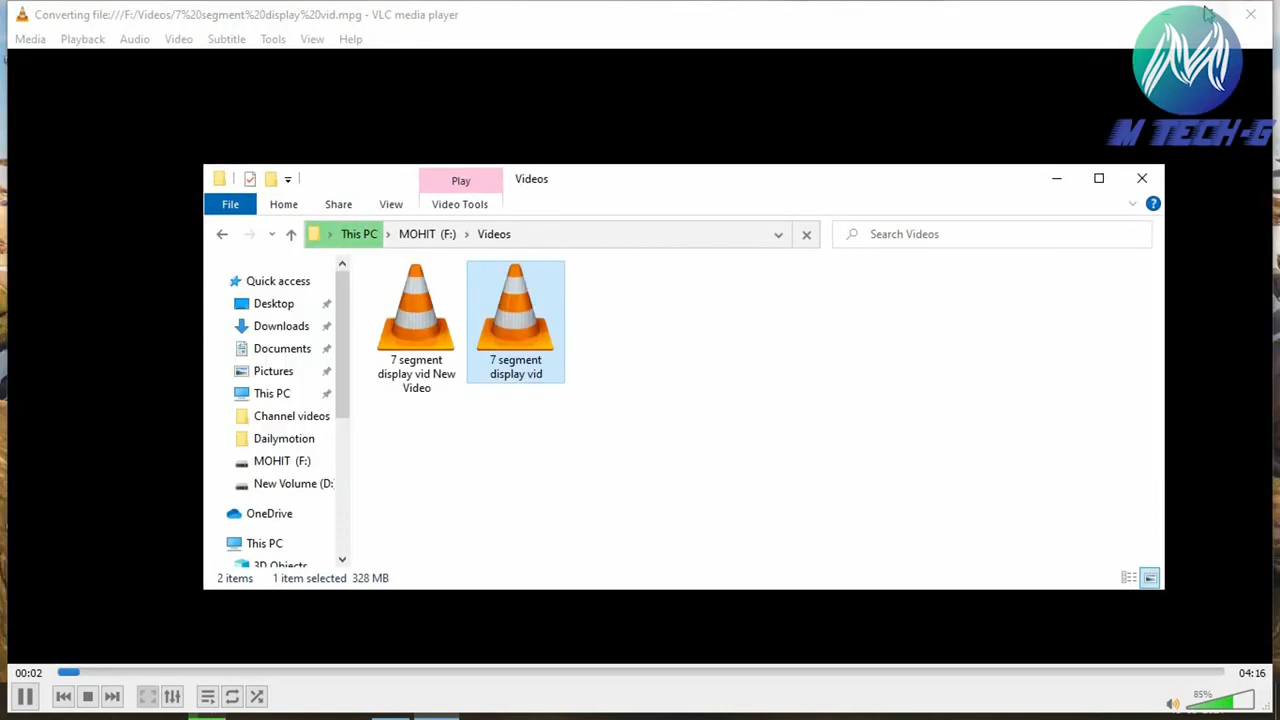 Converting file:///F:/Videos/7%20segment%20display%20vid.mpg - VLC media player
Media Playback Audio Video Subtitle Tools View Help
M TECH-G
Play Videos
File Home Share View Video Tools
This PC MOHIT (F:) Videos Search Videos
Quick access
Desktop
Downloads
Documents
Pictures
This PC
Channel videos
Dailymotion
MOHIT (F:)
New Volume (D:
OneDrive
This PC
3D Objects
7 segment
display vid New
Video
7 segment
display vid
2 items 1 item selected 328 MB
00:02 04:16
85%